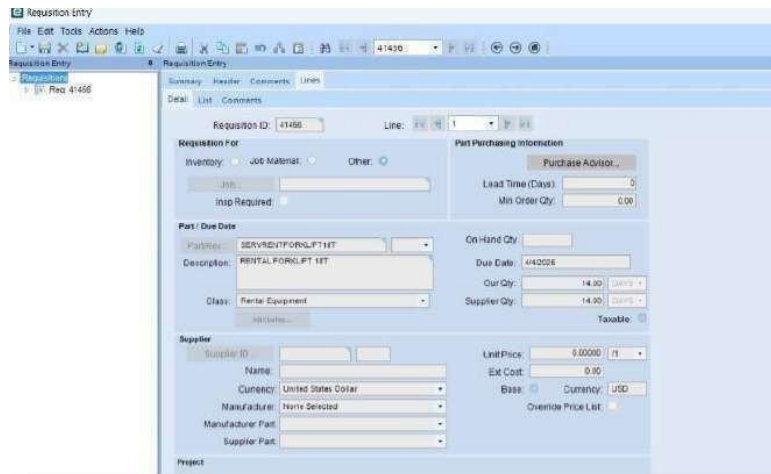 Requisition Entry
File Edit Tools Actions Help
41456
Requisition Entry
Requisition Entry
Requisitions
Req: 41456
Summary Header Comments Lines
Detail List Comments
Requisition ID: 41456 Line: 1
Requisition For
Part Purchasing Information
Inventory: Job Material: Other:
Purchase Advisor...
Job...
Lead Time (Days): 0
Insp Required:
Min Order Qty: 0.00
Part / Due Date
Part/Rev... SERVRENTFORKLIFT18T
On Hand Qty:
Description: RENTAL FORKLIFT 18T
Due Date: 4/4/2026
Our Qty: 14.00 DAYS
Class: Rental Equipment
Supplier Qty: 14.00 DAYS
Attributes...
Taxable:
Supplier
Supplier ID...
Unit Price: 0.00000 /1
Name:
Ext Cost: 0.00
Currency: United States Dollar
Base: Currency: USD
Manufacturer: None Selected
Override Price List:
Manufacturer Part:
Supplier Part:
Project